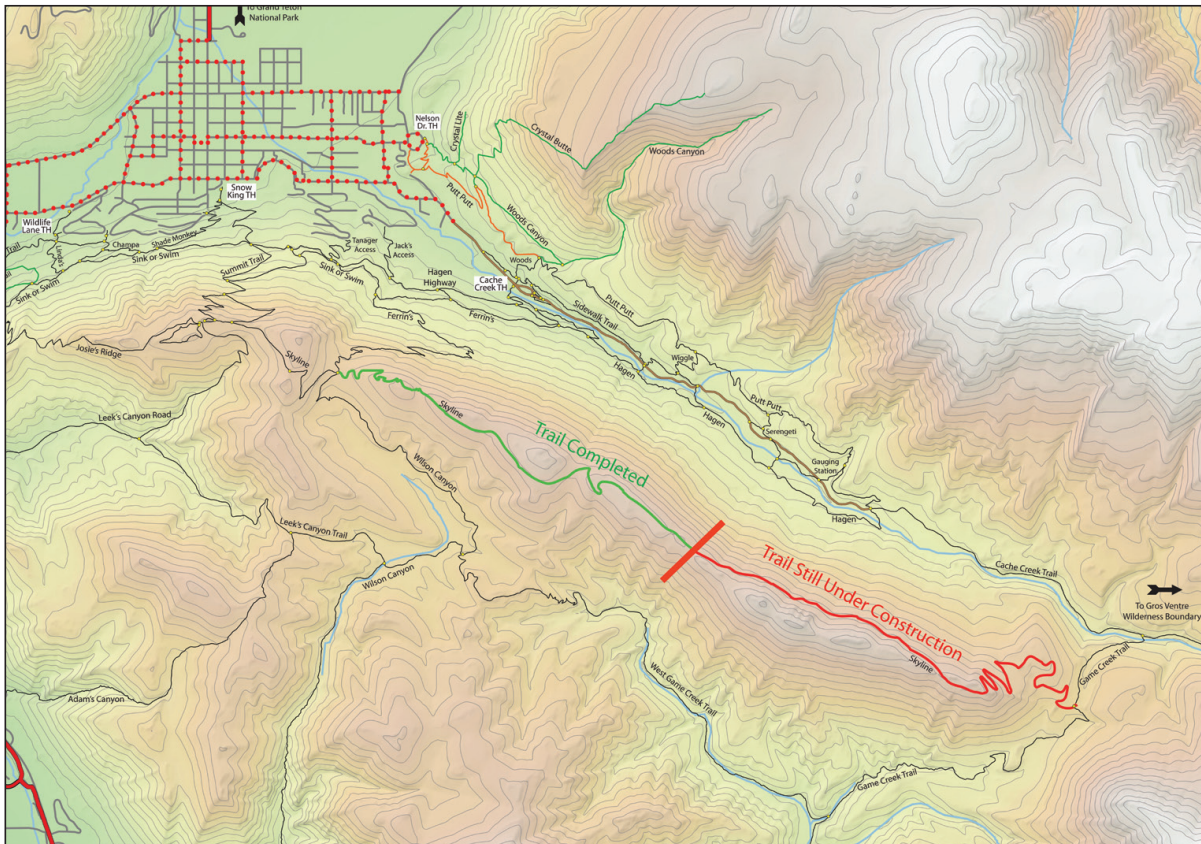 To Grand Teton
National Park
Nelson
Dr. TH
Crystal Lite
Crystal Butte
Woods Canyon
Putt Putt
Woods Canyon
Snow
King TH
Wildlife
Lane TH
Trail
Linda's
Champa
Shade Monkey
Sink or Swim
Sink or Swim
Trail
Summit Trail
Tanager
Access
Jack's
Access
Sink or Swim
Hagen
Highway
Woods
Cache
Creek TH
Ferrin's
Ferrin's
Sidewalk Trail
Putt Putt
Hagen
Wiggle
Josie's Ridge
Skyline
Hagen
Putt Putt
Serengeti
Gauging
Station
Hagen
Leek's Canyon Road
Skyline
Trail Completed
Wilson Canyon
Leek's Canyon Trail
Wilson Canyon
Trail Still Under Construction
Cache Creek Trail
To Gros Ventre
Wilderness Boundary
Skyline
Game Creek Trail
West Game Creek Trail
Adam's Canyon
Game Creek Trail